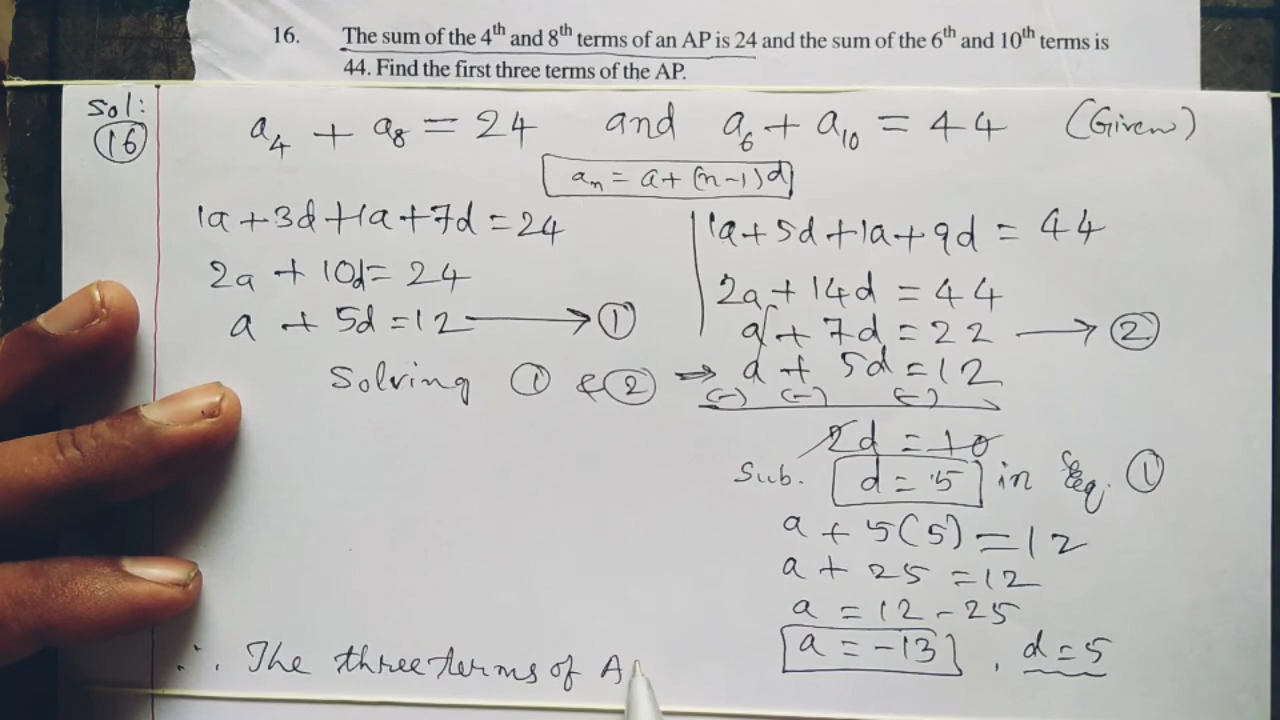 16. The sum of the 4th and 8th terms of an AP is 24 and the sum of the 6th and 10th terms is
44. Find the first three terms of the AP.
Sol:
16
a4 + a8 = 24 and a6 + a10 = 44 (Given)
an = a + (n-1)d
1a + 3d + 1a + 7d = 24
2a + 10d = 24
a + 5d = 12 → 1
1a + 5d + 1a + 9d = 44
2a + 14d = 44
a + 7d = 22 → 2
Solving 1 & 2 ⇒ a + 5d = 12
(-) (-) (-)
2d = 10
Sub. d = 5 in Eq. 1
a + 5(5) = 12
a + 25 = 12
a = 12 - 25
a = -13 , d = 5
∴ The three terms of A